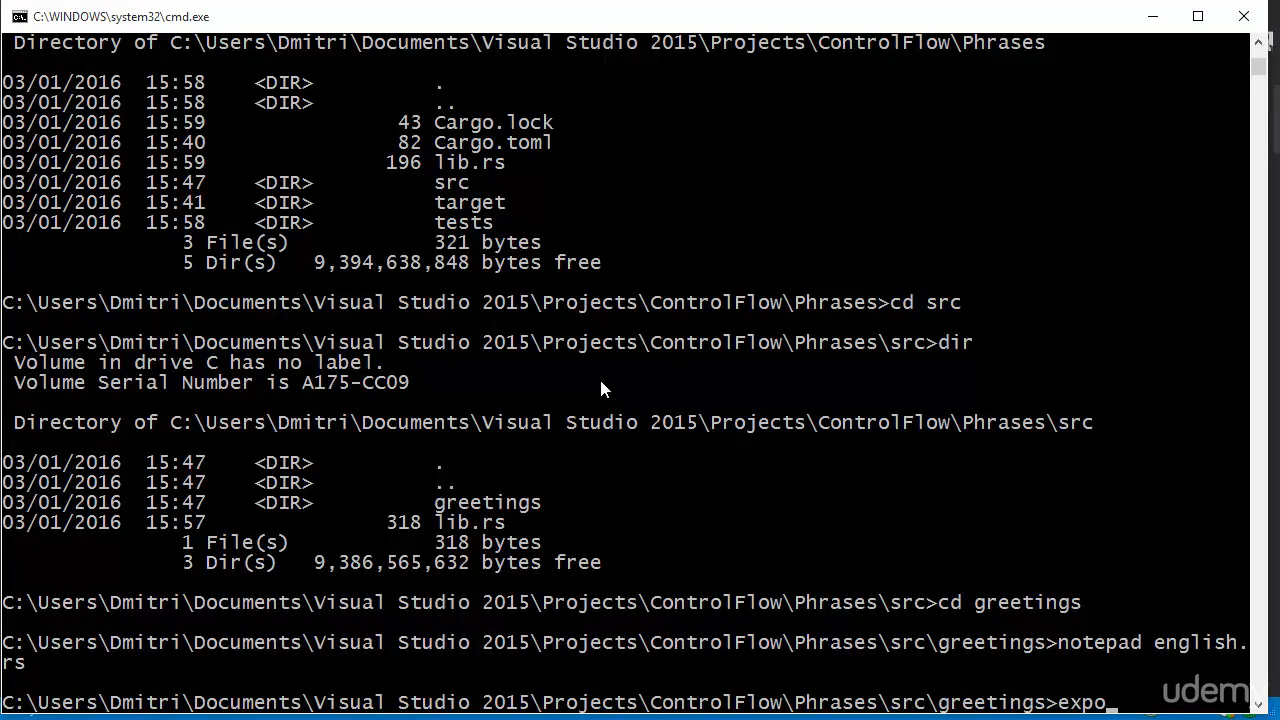 C:\WINDOWS\system32\cmd.exe
Directory of C:\Users\Dmitri\Documents\Visual Studio 2015\Projects\ControlFlow\Phrases
03/01/2016  15:58    <DIR>          .
03/01/2016  15:58    <DIR>          ..
03/01/2016  15:59                43 Cargo.lock
03/01/2016  15:40                82 Cargo.toml
03/01/2016  15:59               196 lib.rs
03/01/2016  15:47    <DIR>          src
03/01/2016  15:41    <DIR>          target
03/01/2016  15:58    <DIR>          tests
3 File(s)            321 bytes
5 Dir(s)   9,394,638,848 bytes free
C:\Users\Dmitri\Documents\Visual Studio 2015\Projects\ControlFlow\Phrases>cd src
C:\Users\Dmitri\Documents\Visual Studio 2015\Projects\ControlFlow\Phrases\src>dir
Volume in drive C has no label.
Volume Serial Number is A175-CC09
Directory of C:\Users\Dmitri\Documents\Visual Studio 2015\Projects\ControlFlow\Phrases\src
03/01/2016  15:47    <DIR>          .
03/01/2016  15:47    <DIR>          ..
03/01/2016  15:47    <DIR>          greetings
03/01/2016  15:57               318 lib.rs
1 File(s)            318 bytes
3 Dir(s)   9,386,565,632 bytes free
C:\Users\Dmitri\Documents\Visual Studio 2015\Projects\ControlFlow\Phrases\src>cd greetings
C:\Users\Dmitri\Documents\Visual Studio 2015\Projects\ControlFlow\Phrases\src\greetings>notepad english.
rs
C:\Users\Dmitri\Documents\Visual Studio 2015\Projects\ControlFlow\Phrases\src\greetings>expo_
udemy